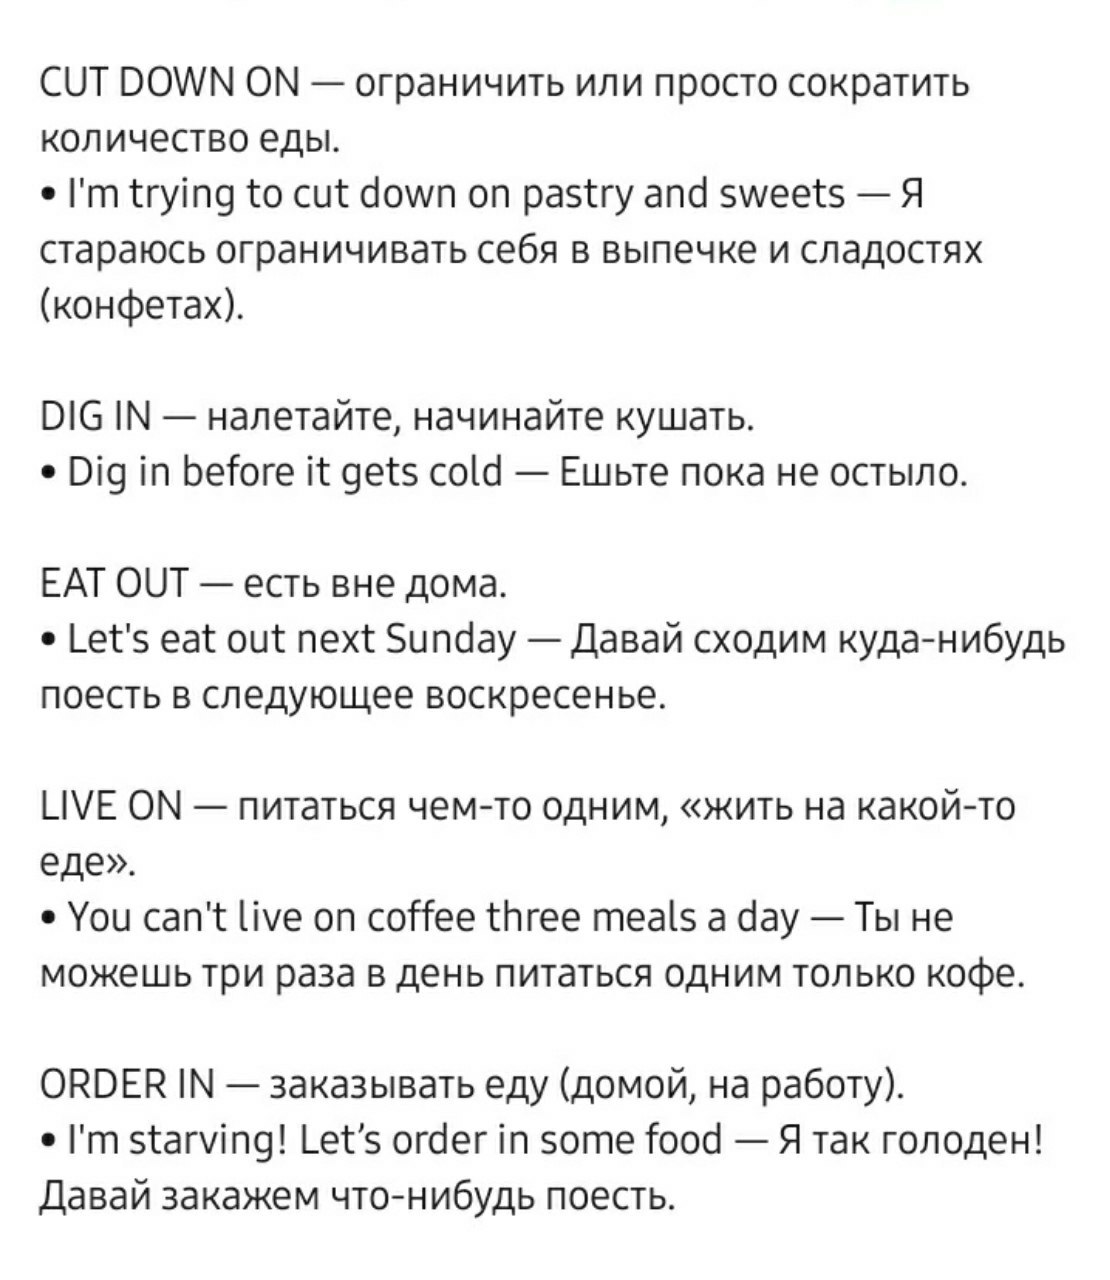 CUT DOWN ON — ограничить или просто сократить
количество еды.
• I'm trying to cut down on pastry and sweets — Я
стараюсь ограничивать себя в выпечке и сладостях
(конфетах).
DIG IN — налетайте, начинайте кушать.
• Dig in before it gets cold — Ешьте пока не остыло.
EAT OUT — есть вне дома.
• Let's eat out next Sunday — Давай сходим куда-нибудь
поесть в следующее воскресенье.
LIVE ON — питаться чем-то одним, «жить на какой-то
еде».
• You can't live on coffee three meals a day — Ты не
можешь три раза в день питаться одним только кофе.
ORDER IN — заказывать еду (домой, на работу).
• I'm starving! Let’s order in some food — Я так голоден!
Давай закажем что-нибудь поесть.